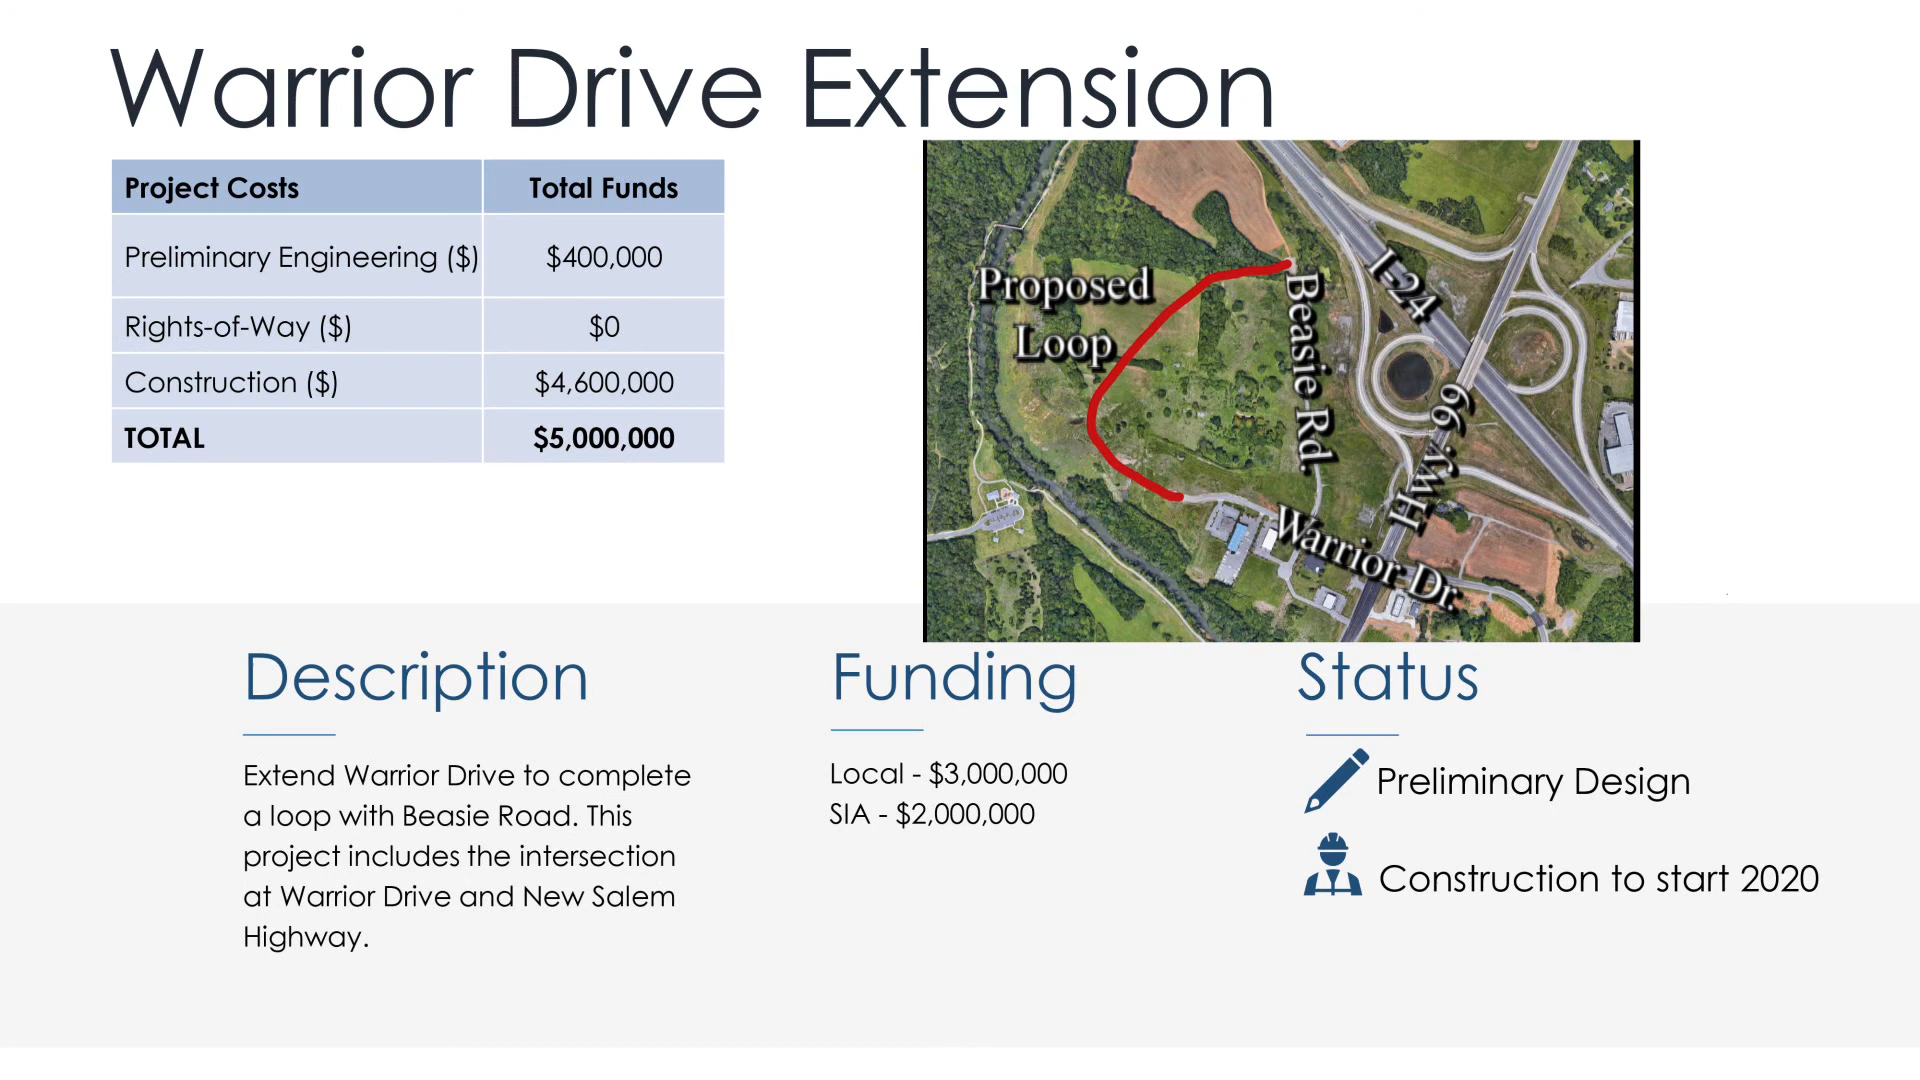 Warrior Drive Extension
Project Costs Total Funds
Preliminary Engineering ($) $400,000
Rights-of-Way ($) $0
Construction ($) $4,600,000
TOTAL $5,000,000
Proposed
Loop
Beasie Rd.
I-24
Hwy. 99
Warrior Dr.
Description
Extend Warrior Drive to complete
a loop with Beasie Road. This
project includes the intersection
at Warrior Drive and New Salem
Highway.
Funding
Local - $3,000,000
SIA - $2,000,000
Status
Preliminary Design
Construction to start 2020